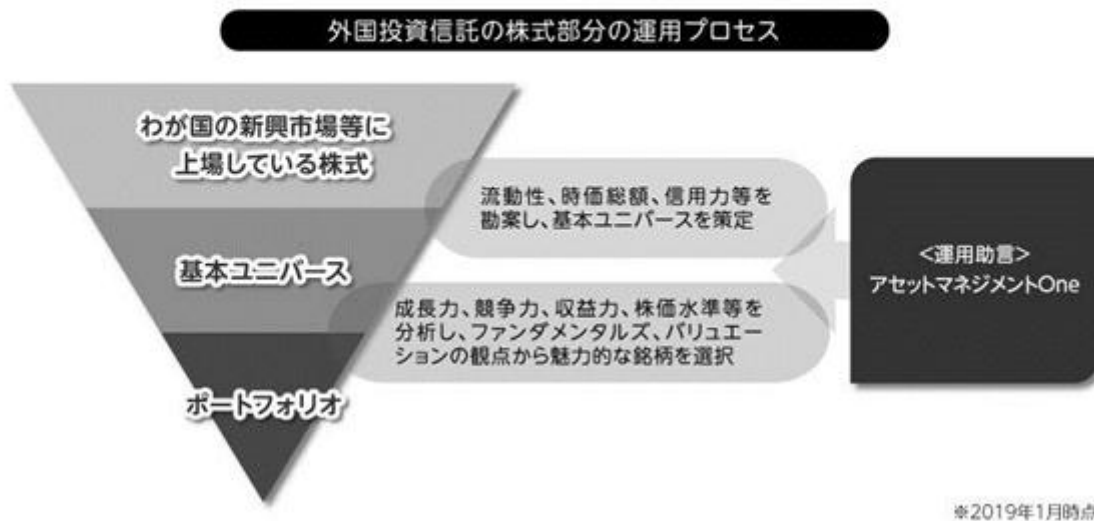 外国投資信託の株式部分の運用プロセス
わが国の新興市場等に
上場している株式
流動性、時価総額、信用力等を
勘案し、基本ユニバースを策定
基本ユニバース
成長力、競争力、収益力、株価水準等を
分析し、ファンダメンタルズ、バリュエー
ションの観点から魅力的な銘柄を選択
ポートフォリオ
<運用助言>
アセットマネジメントOne
※2019年1月時点